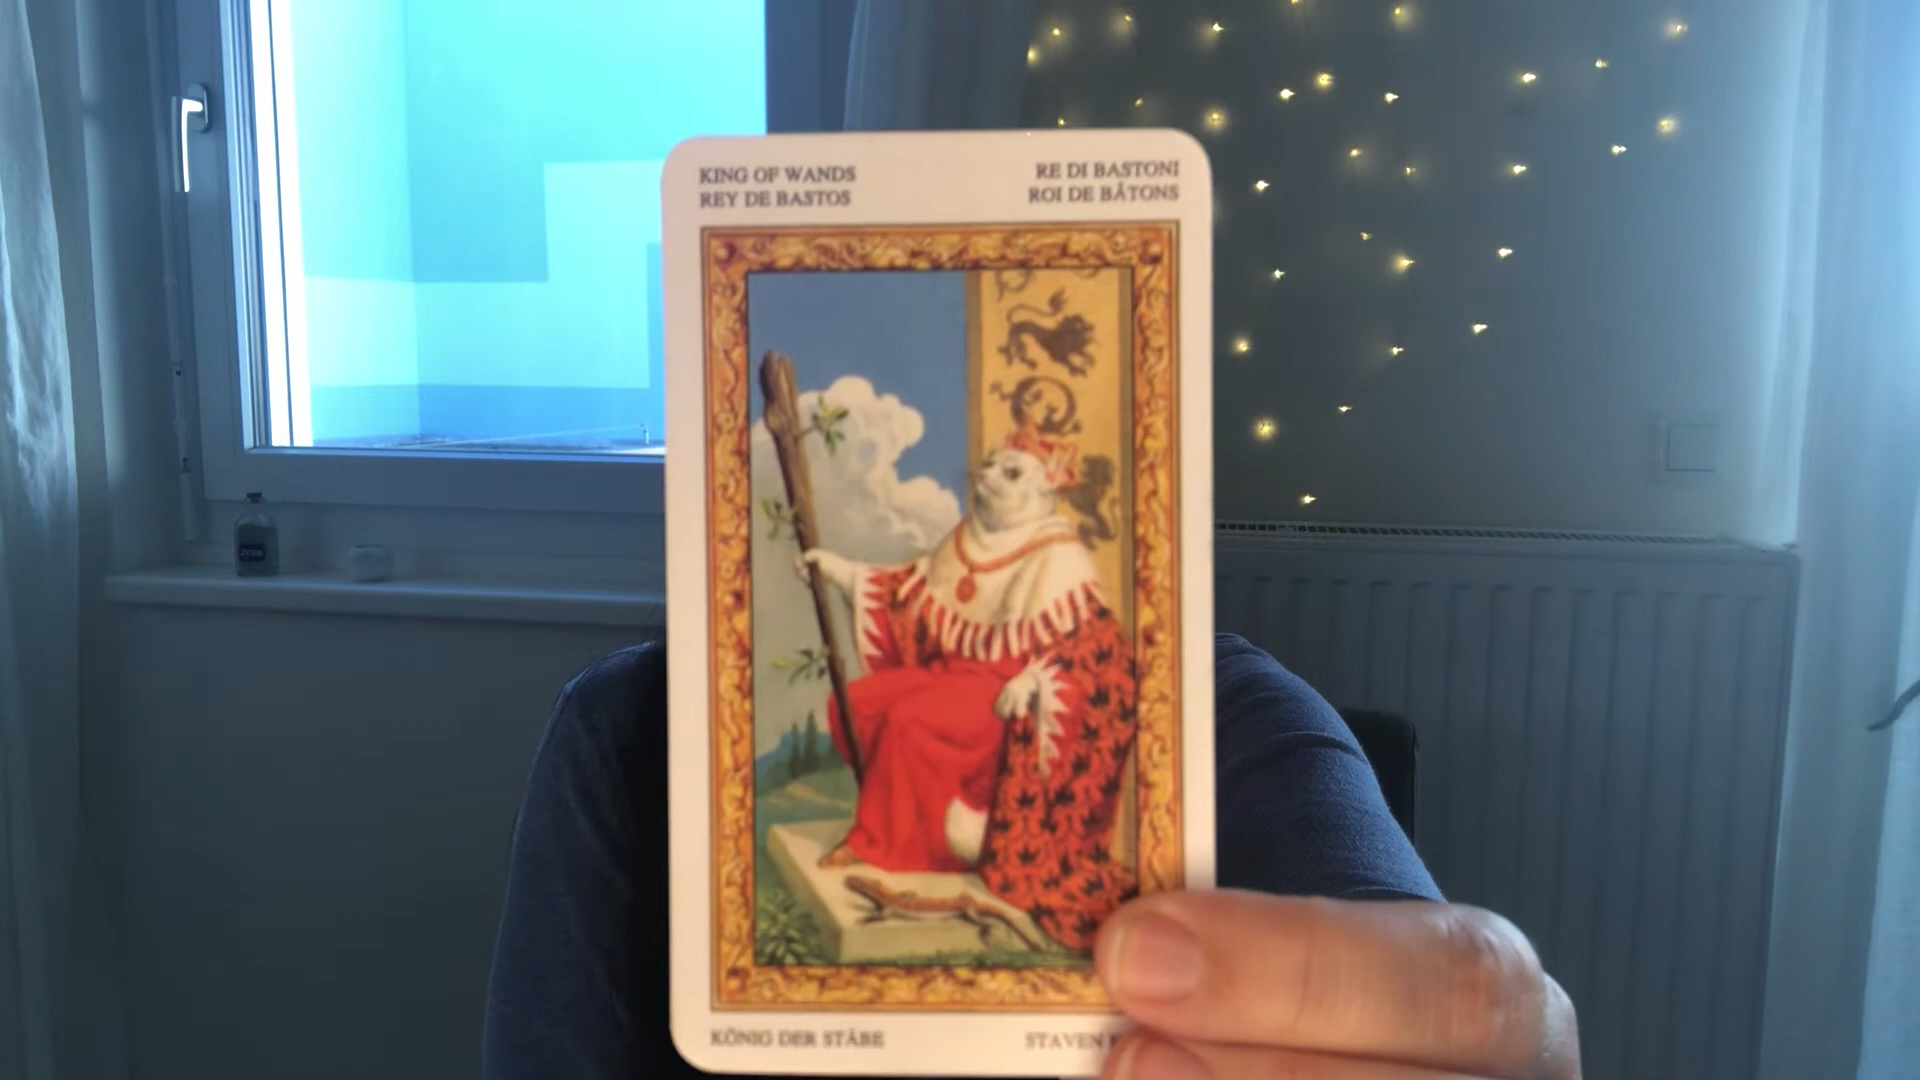 KING OF WANDS
REY DE BASTOS
RE DI BASTONI
ROI DE BÂTONS
KÖNIG DER STÄBE
STAVEN